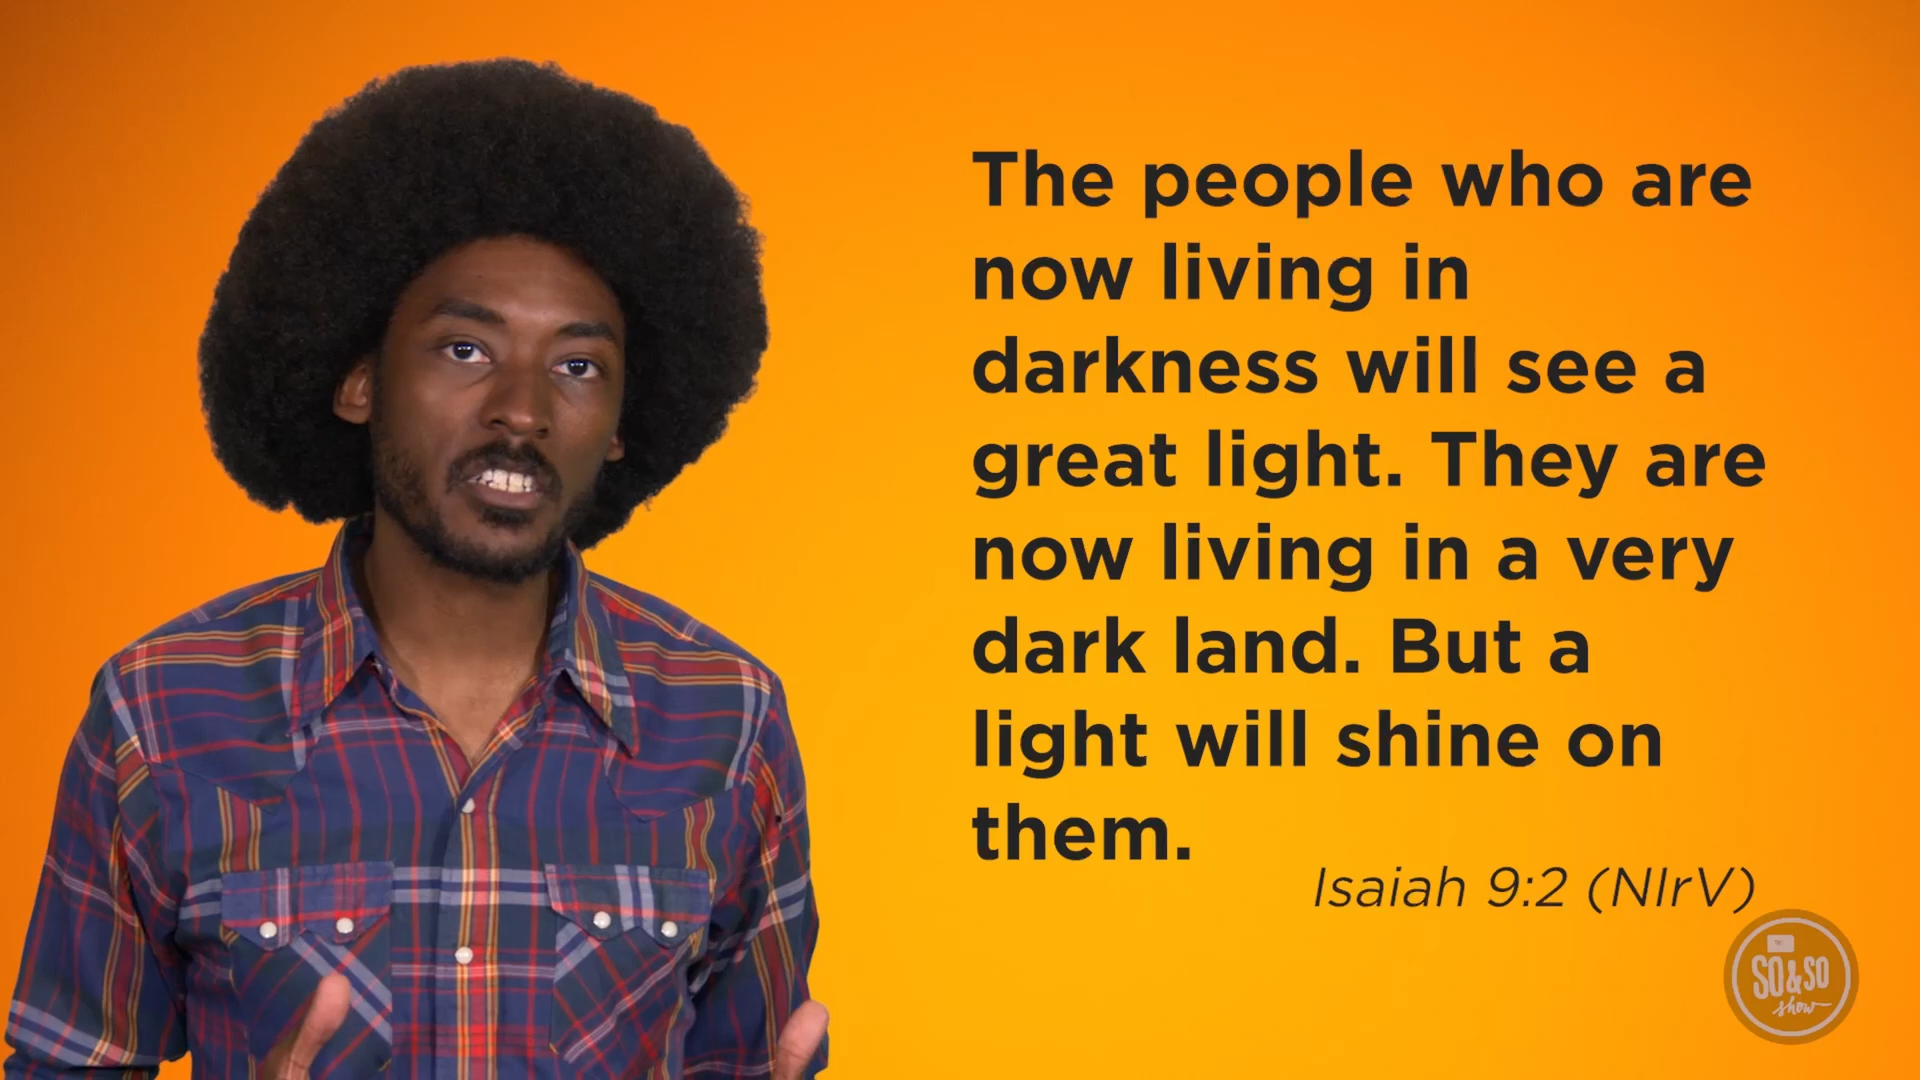 The people who are
now living in
darkness will see a
great light. They are
now living in a very
dark land. But a
light will shine on
them.
Isaiah 9:2 (NIrV)
SO & SO
show